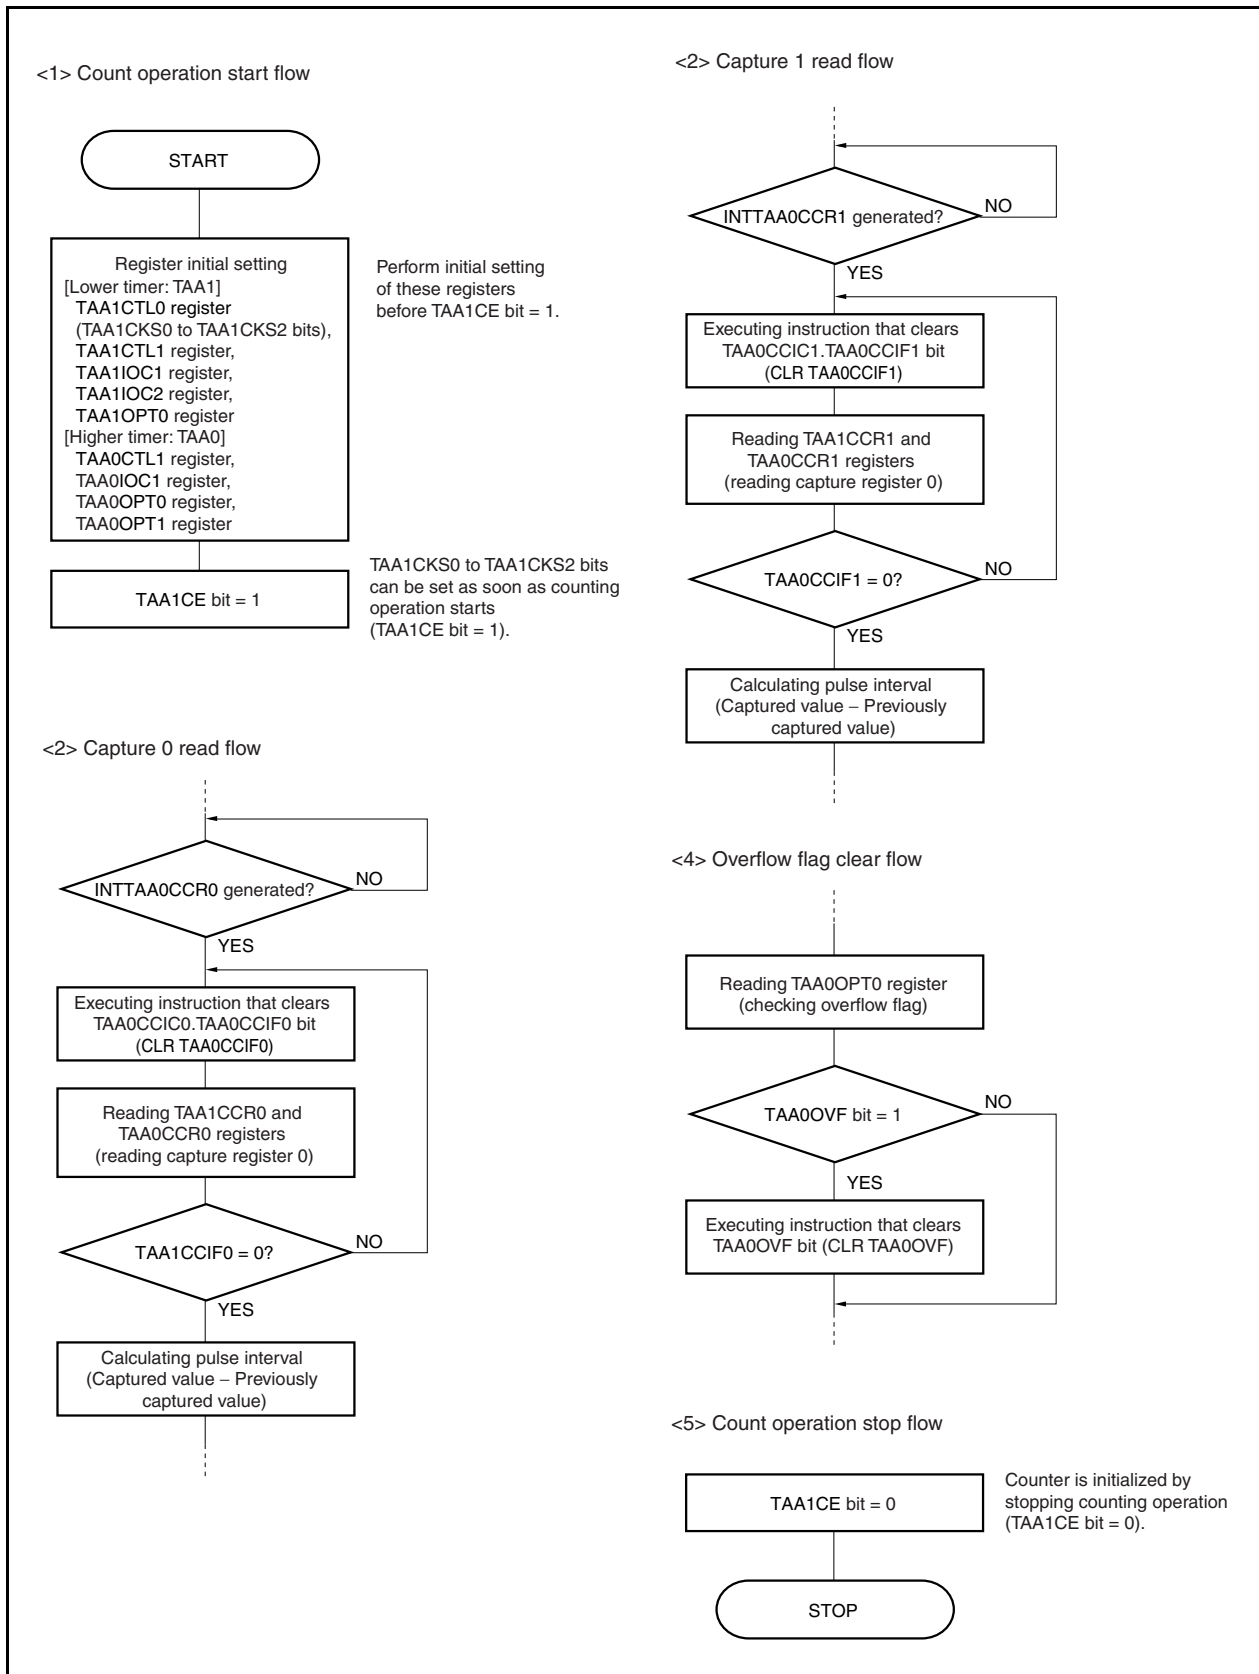 <1> Count operation start flow
START
Register initial setting
[Lower timer: TAA1]
TAA1CTL0 register
(TAA1CKS0 to TAA1CKS2 bits),
TAA1CTL1 register,
TAA1IOC1 register,
TAA1IOC2 register,
TAA1OPT0 register
[Higher timer: TAA0]
TAA0CTL1 register,
TAA0IOC1 register,
TAA0OPT0 register,
TAA0OPT1 register
Perform initial setting
of these registers
before TAA1CE bit = 1.
TAA1CE bit = 1
TAA1CKS0 to TAA1CKS2 bits
can be set as soon as counting
operation starts
(TAA1CE bit = 1).
<2> Capture 0 read flow
INTTAA0CCR0 generated?
NO
YES
Executing instruction that clears
TAA0CCIC0.TAA0CCIF0 bit
(CLR TAA0CCIF0)
Reading TAA1CCR0 and
TAA0CCR0 registers
(reading capture register 0)
TAA1CCIF0 = 0?
NO
YES
Calculating pulse interval
(Captured value – Previously
captured value)
<2> Capture 1 read flow
INTTAA0CCR1 generated?
NO
YES
Executing instruction that clears
TAA0CCIC1.TAA0CCIF1 bit
(CLR TAA0CCIF1)
Reading TAA1CCR1 and
TAA0CCR1 registers
(reading capture register 0)
TAA0CCIF1 = 0?
NO
YES
Calculating pulse interval
(Captured value – Previously
captured value)
<4> Overflow flag clear flow
Reading TAA0OPT0 register
(checking overflow flag)
TAA0OVF bit = 1
NO
YES
Executing instruction that clears
TAA0OVF bit (CLR TAA0OVF)
<5> Count operation stop flow
TAA1CE bit = 0
Counter is initialized by
stopping counting operation
(TAA1CE bit = 0).
STOP